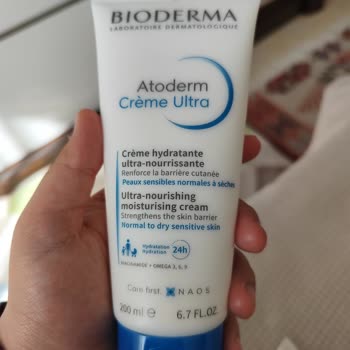 BIODERMA
LABORATOIRE DERMATOLOGIQUE
Atoderm
Crème Ultra
Crème hydratante
ultra-nourrissante
Renforce la barrière cutanée
Peaux sensibles normales à sèches
Ultra-nourishing
moisturising cream
Strengthens the skin barrier
Normal to dry sensitive skin
Hydratation
Hydration
24h
NIACINAMIDE + OMEGA 3, 6, 9
Care first.
NAOS
200 ml ℮ 6.7 FL.OZ.